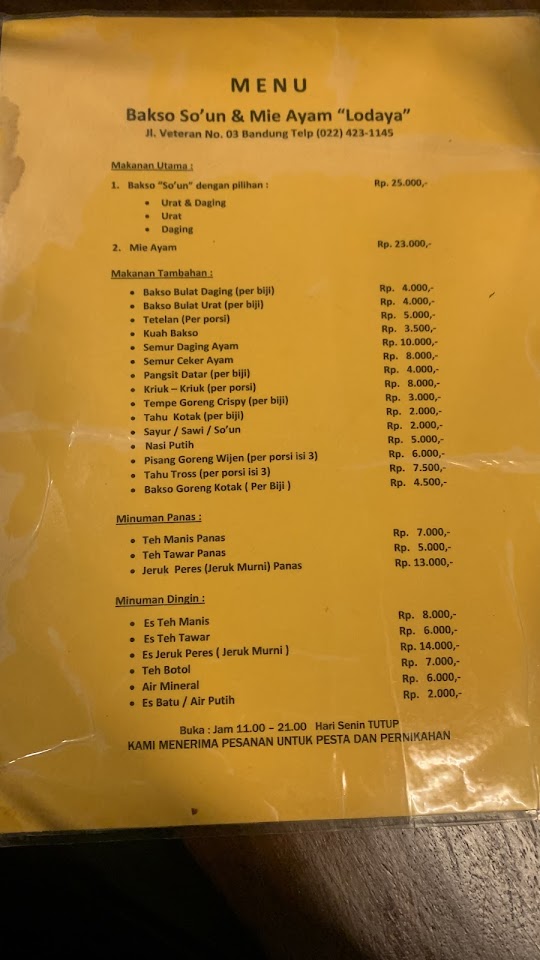 MENU
Bakso So'un & Mie Ayam "Lodaya"
Jl. Veteran No. 03 Bandung Telp (022) 423-1145
Makanan Utama :
1. Bakso "So'un" dengan pilihan : Rp. 25.000,-
• Urat & Daging
• Urat
• Daging
2. Mie Ayam Rp. 23.000,-
Makanan Tambahan :
• Bakso Bulat Daging (per biji) Rp. 4.000,-
• Bakso Bulat Urat (per biji) Rp. 4.000,-
• Tetelan (Per porsi) Rp. 5.000,-
• Kuah Bakso Rp. 3.500,-
• Semur Daging Ayam Rp. 10.000,-
• Semur Ceker Ayam Rp. 8.000,-
• Pangsit Datar (per biji) Rp. 4.000,-
• Kriuk – Kriuk (per porsi) Rp. 8.000,-
• Tempe Goreng Crispy (per biji) Rp. 3.000,-
• Tahu Kotak (per biji) Rp. 2.000,-
• Sayur / Sawi / So'un Rp. 2.000,-
• Nasi Putih Rp. 5.000,-
• Pisang Goreng Wijen (per porsi isi 3) Rp. 6.000,-
• Tahu Tross (per porsi isi 3) Rp. 7.500,-
• Bakso Goreng Kotak ( Per Biji ) Rp. 4.500,-
Minuman Panas :
• Teh Manis Panas Rp. 7.000,-
• Teh Tawar Panas Rp. 5.000,-
• Jeruk Peres (Jeruk Murni) Panas Rp. 13.000,-
Minuman Dingin :
• Es Teh Manis Rp. 8.000,-
• Es Teh Tawar Rp. 6.000,-
• Es Jeruk Peres ( Jeruk Murni ) Rp. 14.000,-
• Teh Botol Rp. 7.000,-
• Air Mineral Rp. 6.000,-
• Es Batu / Air Putih Rp. 2.000,-
Buka : Jam 11.00 – 21.00 Hari Senin TUTUP
KAMI MENERIMA PESANAN UNTUK PESTA DAN PERNIKAHAN